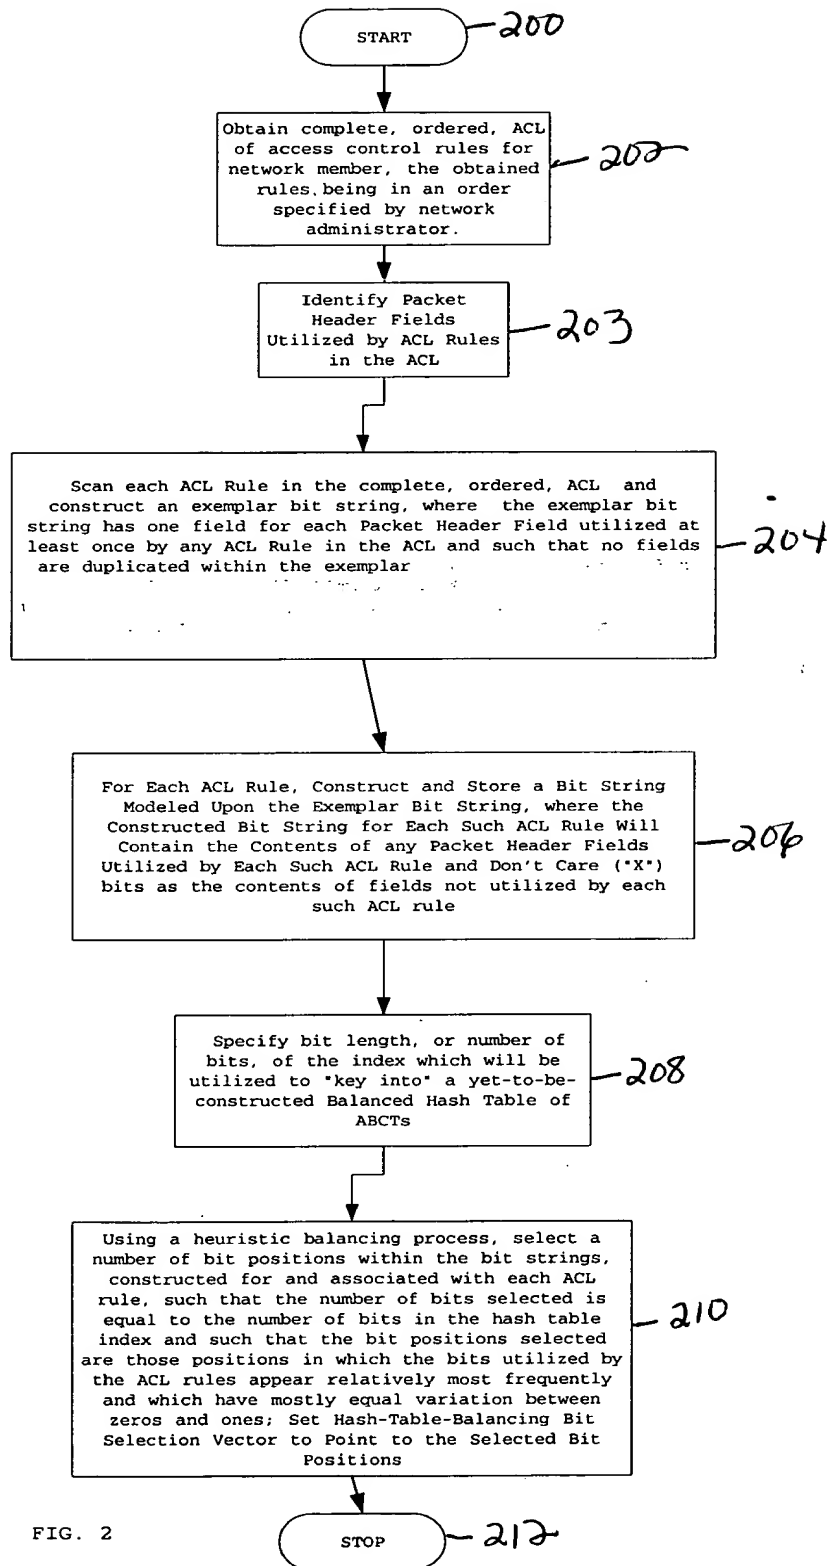 START
200
Obtain complete, ordered, ACL
of access control rules for
network member, the obtained
rules, being in an order
specified by network
administrator.
202
Identify Packet
Header Fields
Utilized by ACL Rules
in the ACL
203
Scan each ACL Rule in the complete, ordered, ACL and
construct an exemplar bit string, where the exemplar bit
string has one field for each Packet Header Field utilized at
least once by any ACL Rule in the ACL and such that no fields
are duplicated within the exemplar
204
For Each ACL Rule, Construct and Store a Bit String
Modeled Upon the Exemplar Bit String, where the
Constructed Bit String for Each Such ACL Rule Will
Contain the Contents of any Packet Header Fields
Utilized by Each Such ACL Rule and Don't Care ("X")
bits as the contents of fields not utilized by each
such ACL rule
206
Specify bit length, or number of
bits, of the index which will be
utilized to "key into" a yet-to-be-
constructed Balanced Hash Table of
ABCTs
208
Using a heuristic balancing process, select a
number of bit positions within the bit strings,
constructed for and associated with each ACL
rule, such that the number of bits selected is
equal to the number of bits in the hash table
index and such that the bit positions selected
are those positions in which the bits utilized by
the ACL rules appear relatively most frequently
and which have mostly equal variation between
zeros and ones; Set Hash-Table-Balancing Bit
Selection Vector to Point to the Selected Bit
Positions
210
FIG. 2
STOP
212